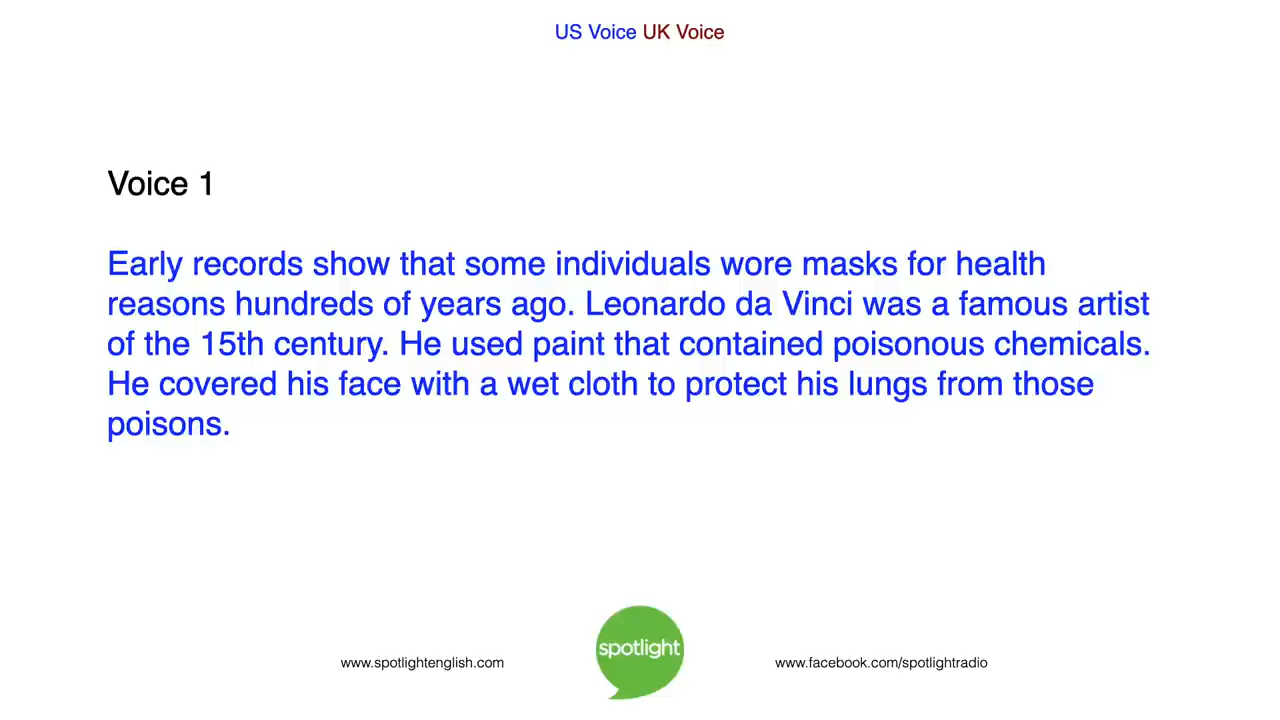 US Voice UK Voice
Voice 1
Early records show that some individuals wore masks for health
reasons hundreds of years ago. Leonardo da Vinci was a famous artist
of the 15th century. He used paint that contained poisonous chemicals.
He covered his face with a wet cloth to protect his lungs from those
poisons.
spotlight
www.spotlightenglish.com
www.facebook.com/spotlightradio